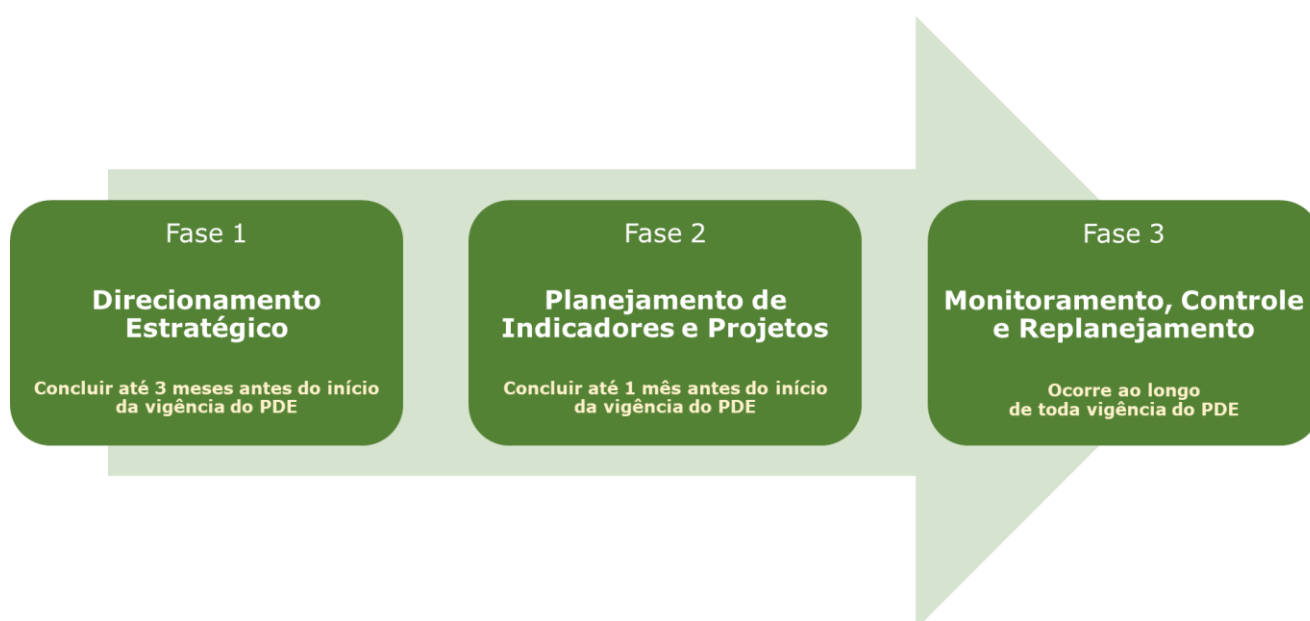 Fase 1
Direcionamento
Estratégico
Concluir até 3 meses antes do início
da vigência do PDE
Fase 2
Planejamento de
Indicadores e Projetos
Concluir até 1 mês antes do início
da vigência do PDE
Fase 3
Monitoramento, Controle
e Replanejamento
Ocorre ao longo
de toda vigência do PDE